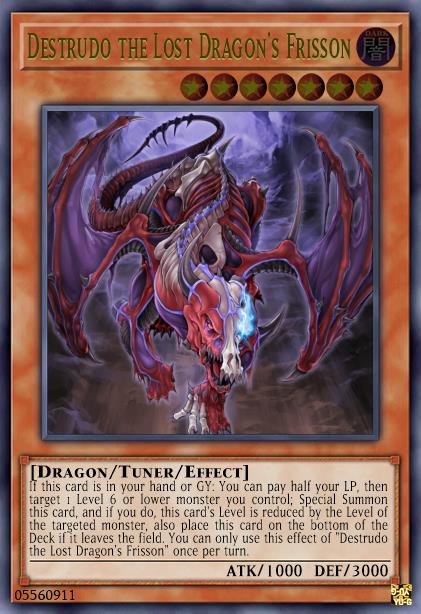 Destrudo the Lost Dragon's Frisson
DARK
闇
[Dragon/Tuner/Effect]
If this card is in your hand or GY: You can pay half your LP, then
target 1 Level 6 or lower monster you control; Special Summon
this card, and if you do, this card's Level is reduced by the Level
of the targeted monster, also place this card on the bottom of the
Deck if it leaves the field. You can only use this effect of "Destrudo
the Lost Dragon's Frisson" once per turn.
ATK/1000 DEF/3000
05560911